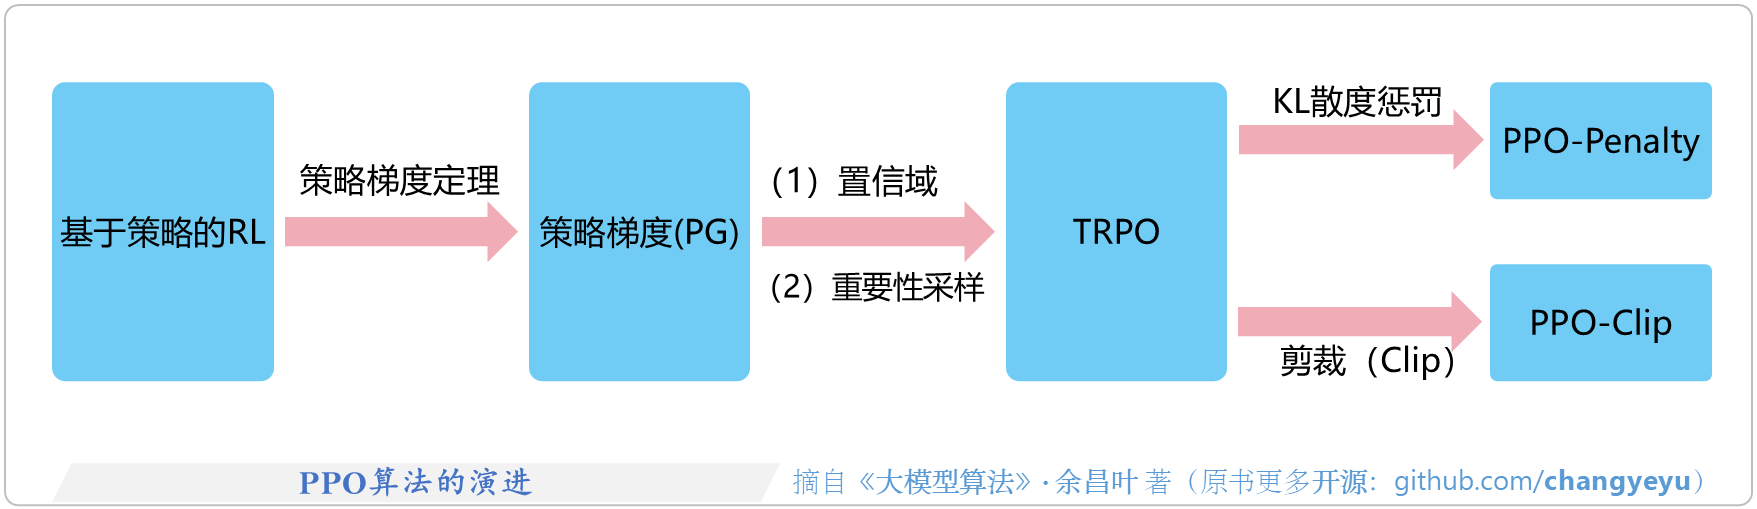 基于策略的RL
策略梯度定理
策略梯度(PG)
（1）置信域
（2）重要性采样
TRPO
KL散度惩罚
PPO-Penalty
剪裁（Clip）
PPO-Clip
PPO算法的演进
摘自《大模型算法》·余昌叶 著（原书更多开源：github.com/changyeyu）